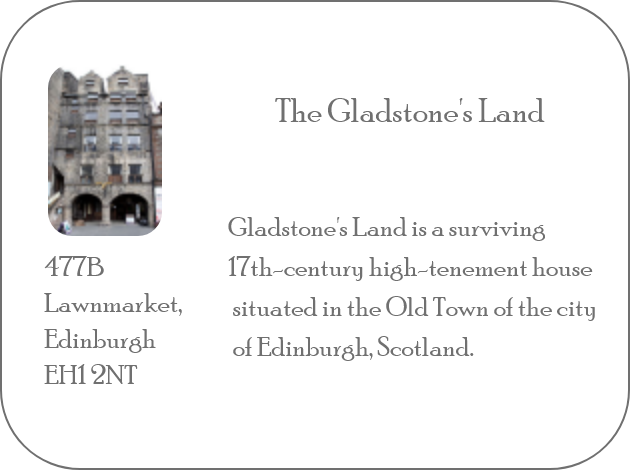 The Gladstone's Land
Gladstone's Land is a surviving
17th-century high-tenement house
situated in the Old Town of the city
of Edinburgh, Scotland.
477B
Lawnmarket,
Edinburgh
EH1 2NT